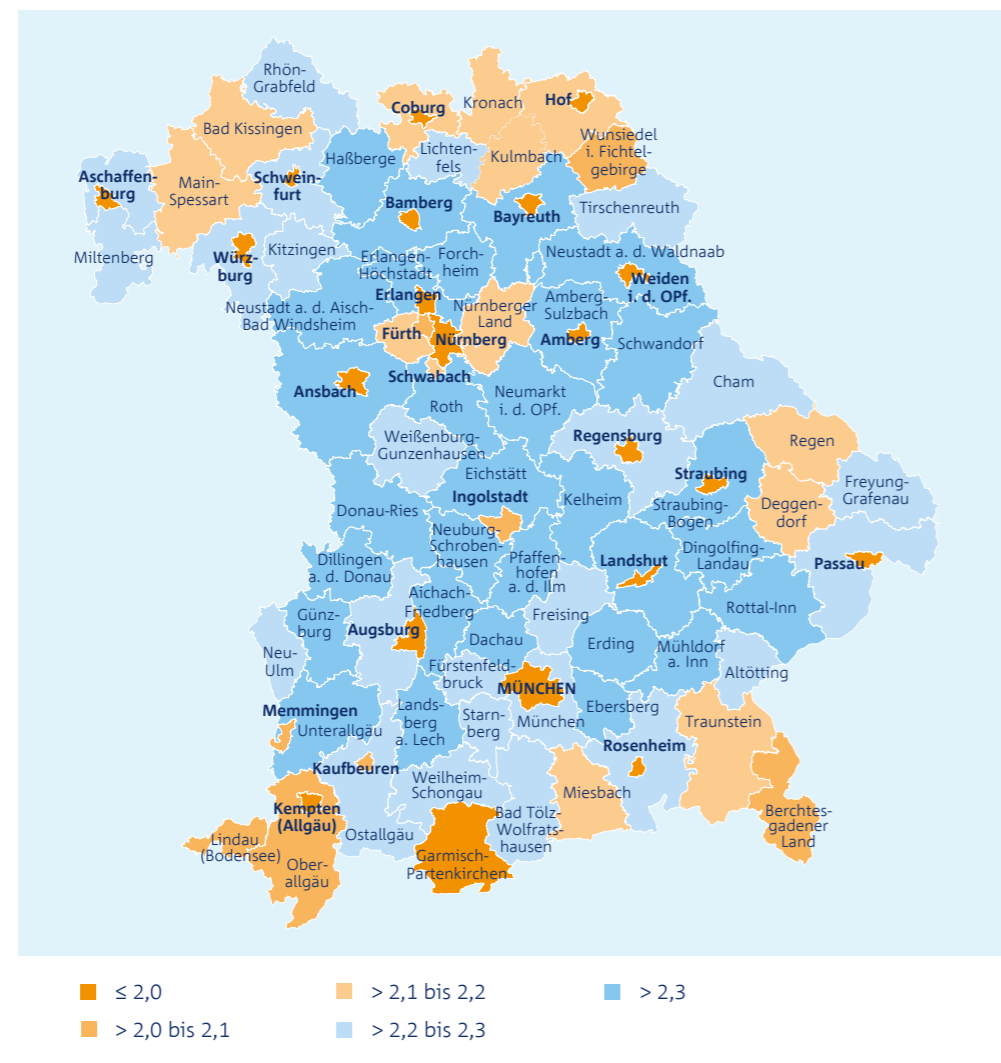 Rhön-
Grabfeld
Bad Kissingen
Coburg
Kronach
Hof
Wunsiedel
i. Fichtel-
gebirge
Haßberge
Lichten-
fels
Kulmbach
Aschaffen-
burg
Main-
Spessart
Schwein-
furt
Bamberg
Bayreuth
Tirschenreuth
Miltenberg
Würz-
burg
Kitzingen
Erlangen-
Höchstadt
Forch-
heim
Neustadt a. d. Waldnaab
Weiden
i. d. OPf.
Neustadt a. d. Aisch-
Bad Windsheim
Erlangen
Nürnberger
Land
Amberg-
Sulzbach
Fürth
Nürnberg
Amberg
Schwandorf
Ansbach
Schwabach
Roth
Neumarkt
i. d. OPf.
Cham
Weißenburg-
Gunzenhausen
Regensburg
Regen
Eichstätt
Ingolstadt
Kelheim
Straubing
Straubing-
Bogen
Deggen-
dorf
Freyung-
Grafenau
Donau-Ries
Neuburg-
Schroben-
hausen
Pfaffen-
hofen
a. d. Ilm
Landshut
Dingolfing-
Landau
Passau
Dillingen
a. d. Donau
Aichach-
Friedberg
Freising
Rottal-Inn
Günz-
burg
Augsburg
Dachau
Erding
Mühldorf
a. Inn
Altötting
Neu-
Ulm
Fürstenfeld-
bruck
MÜNCHEN
München
Ebersberg
Memmingen
Unterallgäu
Lands-
berg
a. Lech
Starn-
berg
Rosenheim
Traunstein
Kaufbeuren
Weilheim-
Schongau
Miesbach
Berchtes-
gadener
Land
Kempten
(Allgäu)
Ostallgäu
Bad Tölz-
Wolfrats-
hausen
Lindau
(Bodensee)
Ober-
allgäu
Garmisch-
Partenkirchen
≤ 2,0
> 2,1 bis 2,2
> 2,3
> 2,0 bis 2,1
> 2,2 bis 2,3